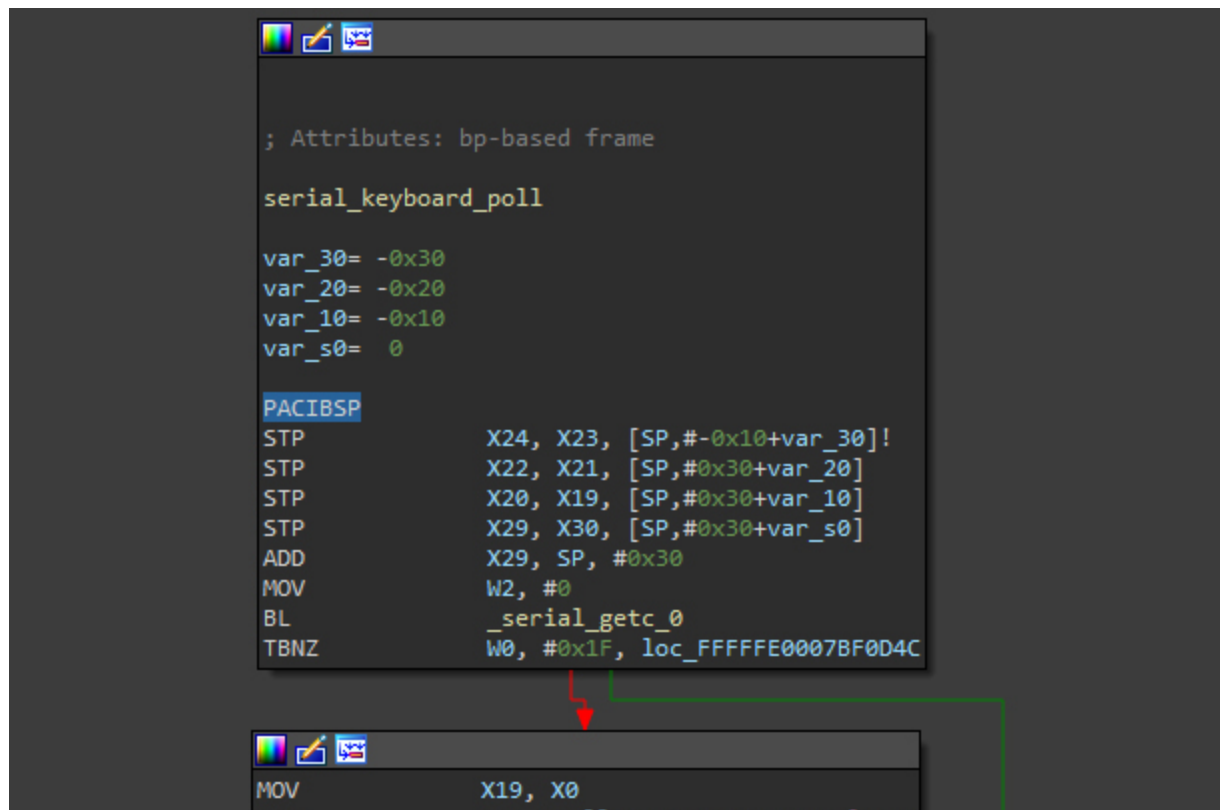 ; Attributes: bp-based frame
serial_keyboard_poll
var_30= -0x30
var_20= -0x20
var_10= -0x10
var_s0=  0
PACIBSP
STP             X24, X23, [SP,#-0x10+var_30]!
STP             X22, X21, [SP,#0x30+var_20]
STP             X20, X19, [SP,#0x30+var_10]
STP             X29, X30, [SP,#0x30+var_s0]
ADD             X29, SP, #0x30
MOV             W2, #0
BL              _serial_getc_0
TBNZ            W0, #0x1F, loc_FFFFFE0007BF0D4C
MOV             X19, X0